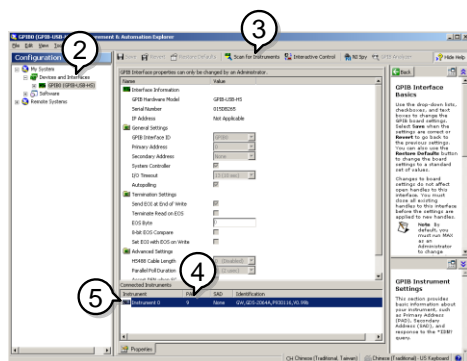 3
GPIB0 (GPIB-USB-HS)
& Automation Explorer
File Edit View
2
Configuration
Save Revert Restore Defaults Scan for Instruments Interactive Control NI Spy Hide Help
My System
Devices and Interfaces
GPIB0 (GPIB-USB-HS)
Software
Remote Systems
GPIB Interface properties can only be changed by an Administrator.
Name Value
Interface Information
GPIB Hardware Model GPIB-USB-HS
Serial Number 
IP Address Not Applicable
General Settings
GPIB Interface ID GPIB0
Primary Address 0
Secondary Address None
System Controller
I/O Timeout
Autopolling
Termination Settings
Send EOI at End of Write
Terminate Read on EOS
EOS Byte
8-bit EOS Compare
Set EOI with EOS on Write
Advanced Settings
HS488 Cable Length
Parallel Poll Duration
4
Connected Instruments
5
Instrument PAD SAD Identification
Instrument 0 9 None
Properties
Back
GPIB Interface Basics
Use the drop-down lists, checkboxes, and text boxes to change the GPIB board settings. Select Save when the settings are correct or Revert to go back to the previous settings. You can also use the Restore Defaults button to change the board settings to a standard set of values.
Changes to board settings do not affect open handles to this interface. You must close all existing handles to this interface before the settings are applied to new handles.
Note By default, you must run MAX as an Administrator to change
GPIB Instrument Settings
This section provides basic information about your instrument, such as Primary Address (PAD), Secondary Address (SAD), and response to the *IDN? query.
CH Chinese (Traditional, Taiwan) Chinese (Traditional) - US Keyboard